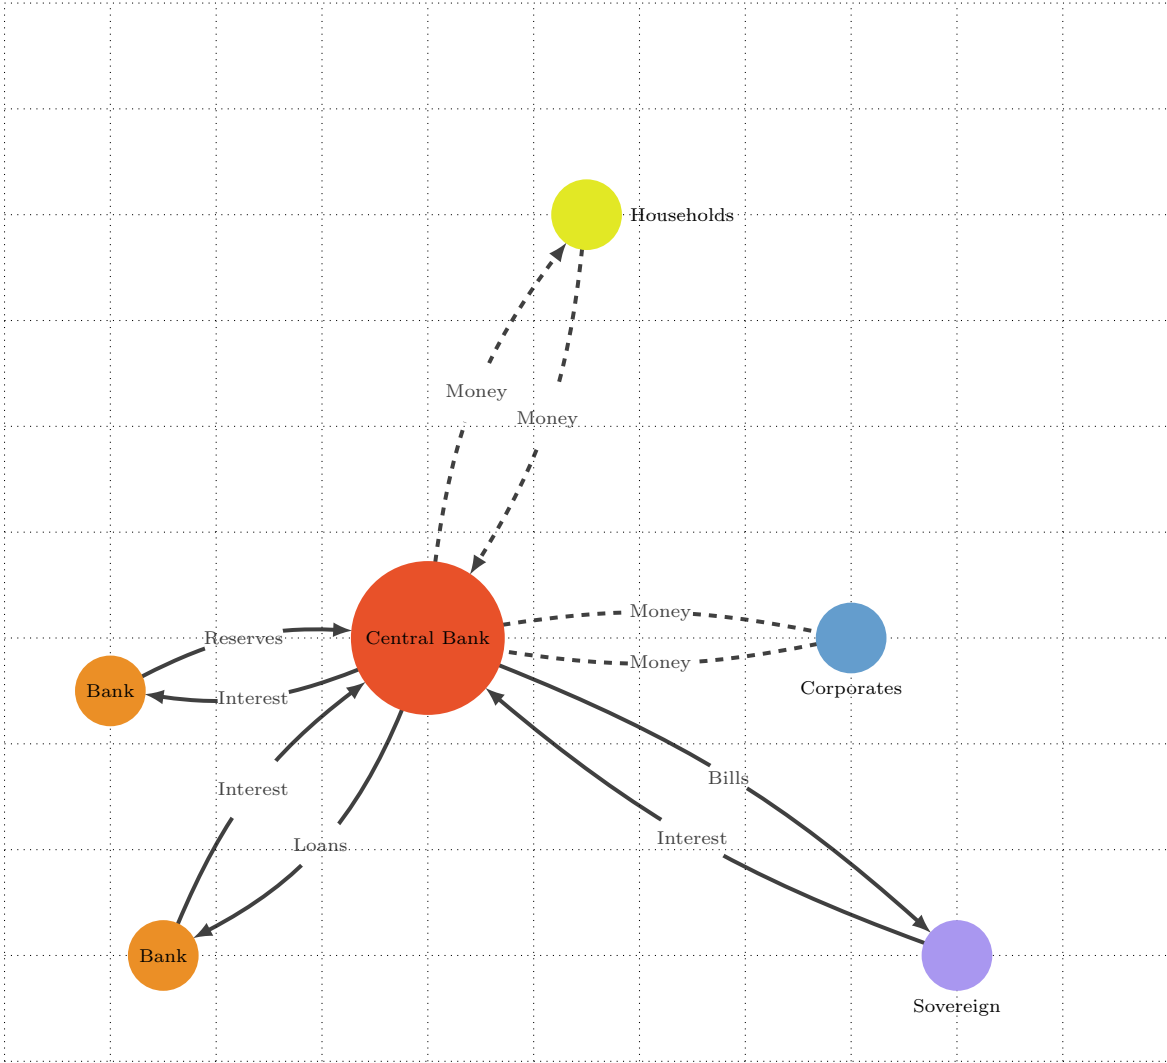 Households
Money
Money
Money
Reserves
Central Bank
Money
Corporates
Bank
Interest
Bills
Interest
Interest
Loans
Bank
Sovereign